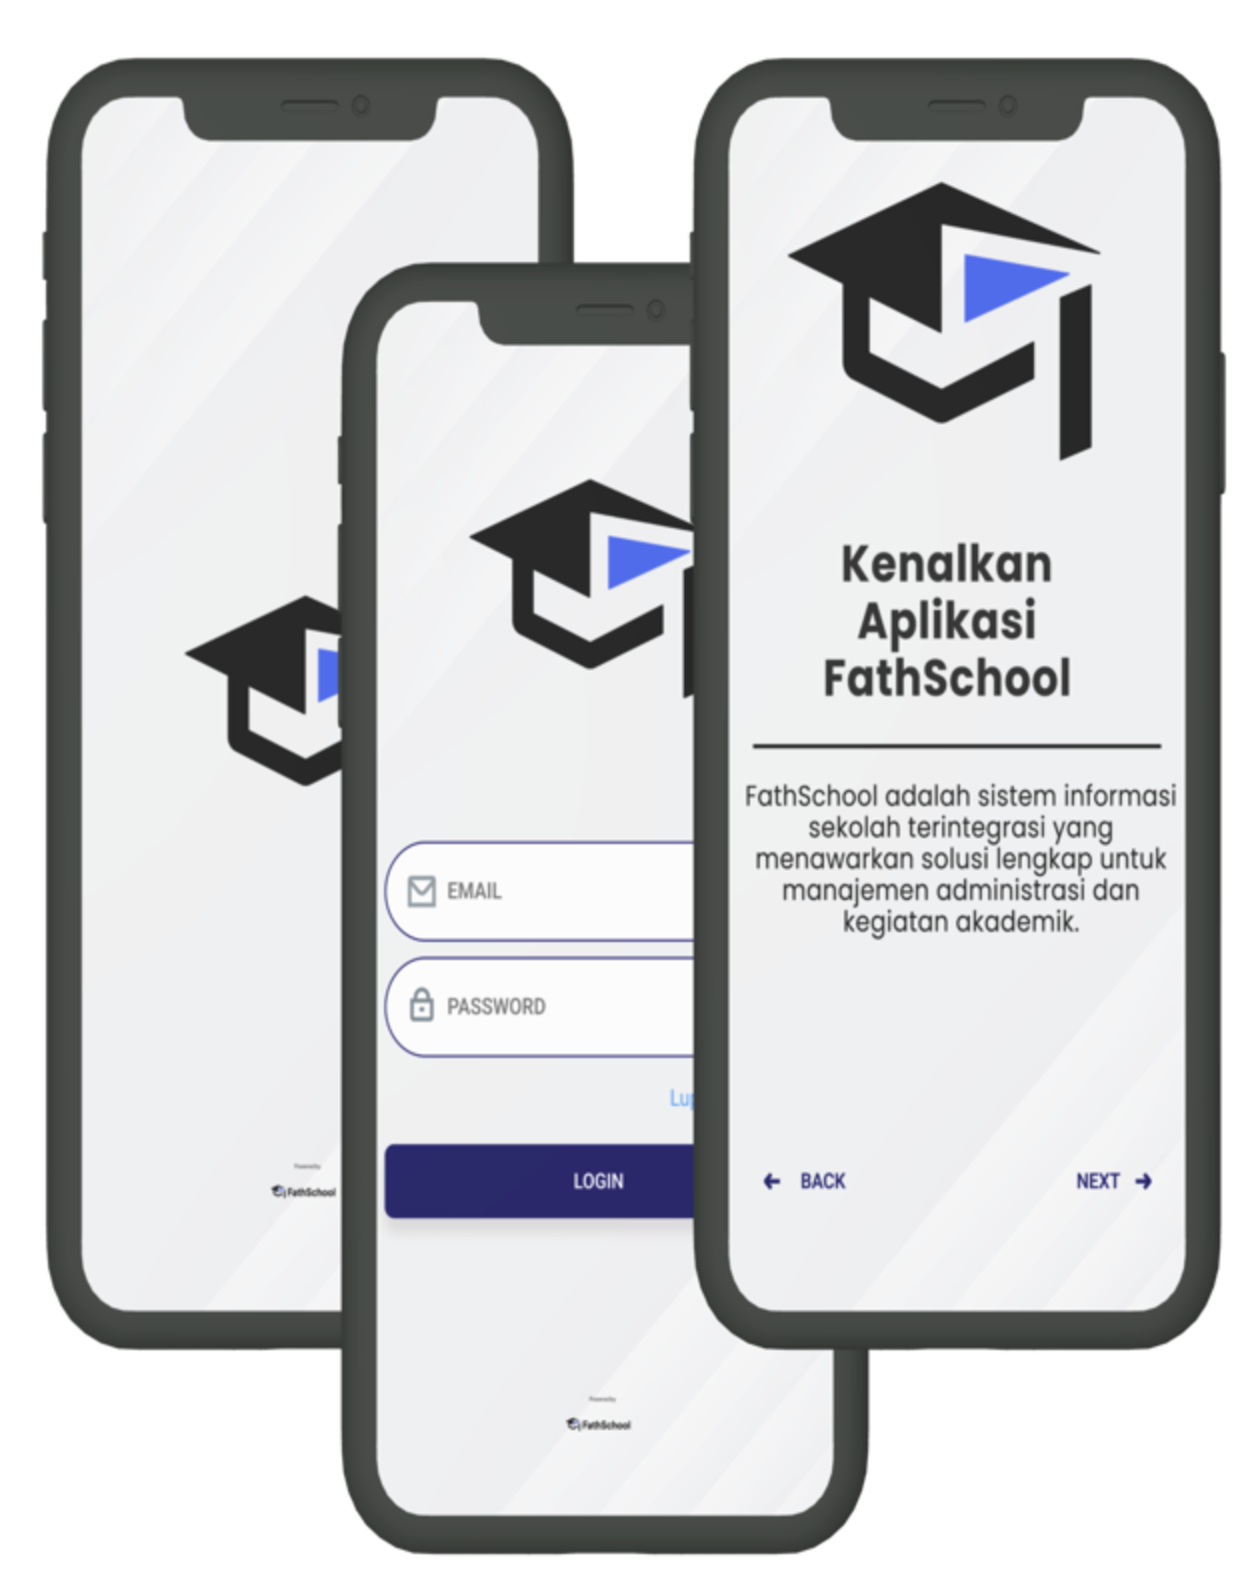 Powered by
FathSchool
EMAIL
PASSWORD
LOGIN
Powered by
FathSchool
Kenalkan
Aplikasi
FathSchool
FathSchool adalah sistem informasi
sekolah terintegrasi yang
menawarkan solusi lengkap untuk
manajemen administrasi dan
kegiatan akademik.
BACK
NEXT